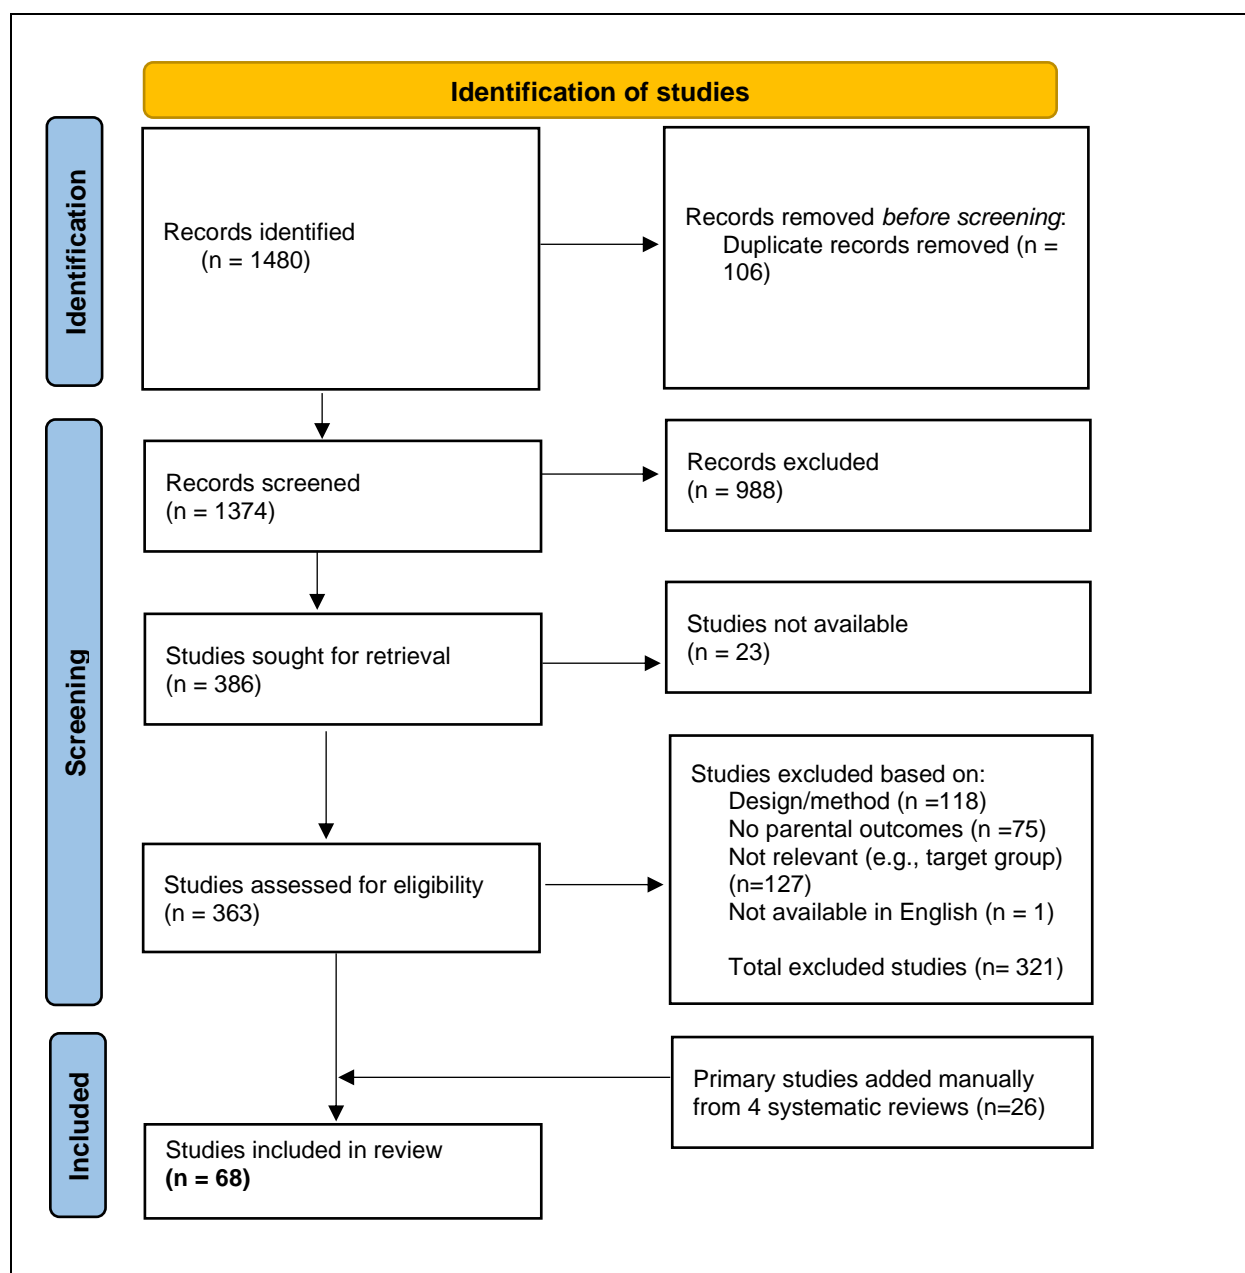 Identification of studies
Identification
Records identified
(n = 1480)
Records removed before screening:
Duplicate records removed (n =
106)
Screening
Records screened
(n = 1374)
Records excluded
(n = 988)
Studies sought for retrieval
(n = 386)
Studies not available
(n = 23)
Studies assessed for eligibility
(n = 363)
Studies excluded based on:
Design/method (n =118)
No parental outcomes (n =75)
Not relevant (e.g., target group)
(n=127)
Not available in English (n = 1)
Total excluded studies (n= 321)
Included
Primary studies added manually
from 4 systematic reviews (n=26)
Studies included in review
(n = 68)